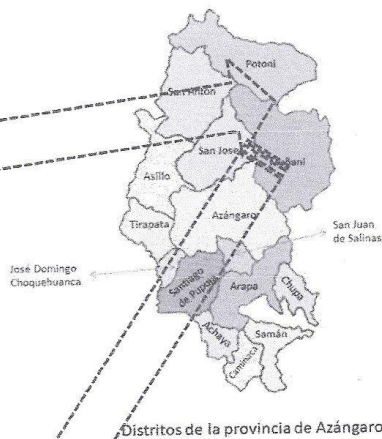 Potoni
San Antón
San José
Muñani
Asillo
Azángaro
Tirapata
San Juan
de Salinas
José Domingo
Choquehuanca
Santiago
de Pupuja
Arapa
Chupa
Achaya
Samán
Caminaca
Distritos de la provincia de Azángaro